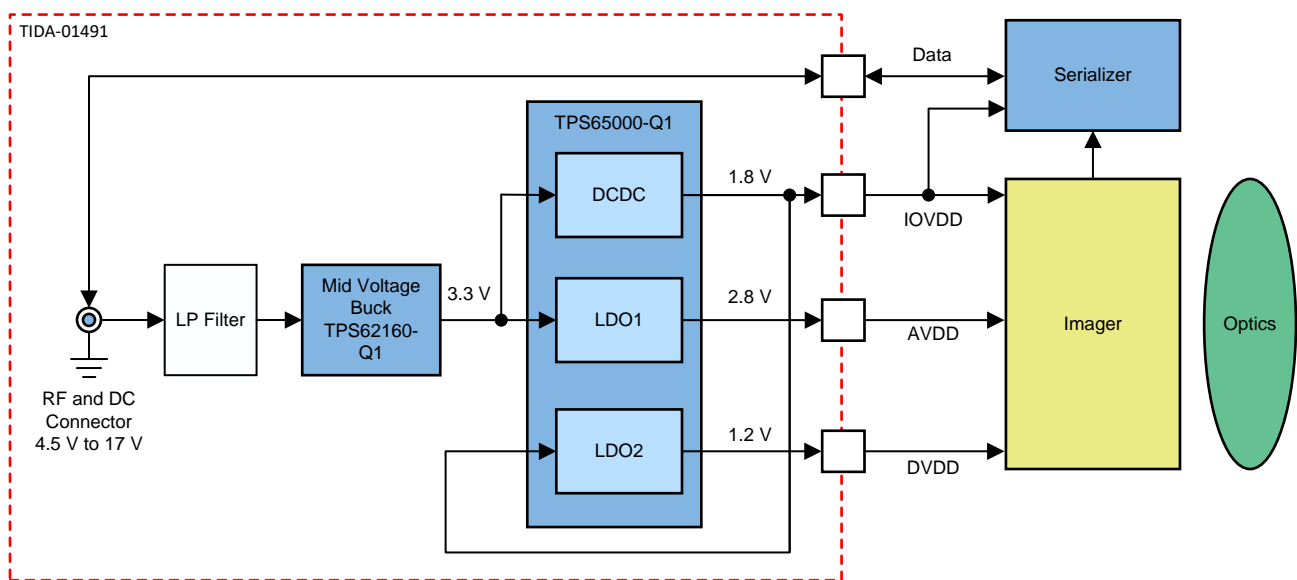 TIDA-01491
Data
Serializer
TPS65000-Q1
DCDC
1.8 V
IOVDD
LP Filter
Mid Voltage
Buck
TPS62160-
Q1
3.3 V
LDO1
2.8 V
AVDD
Imager
Optics
RF and DC
Connector
4.5 V to 17 V
LDO2
1.2 V
DVDD